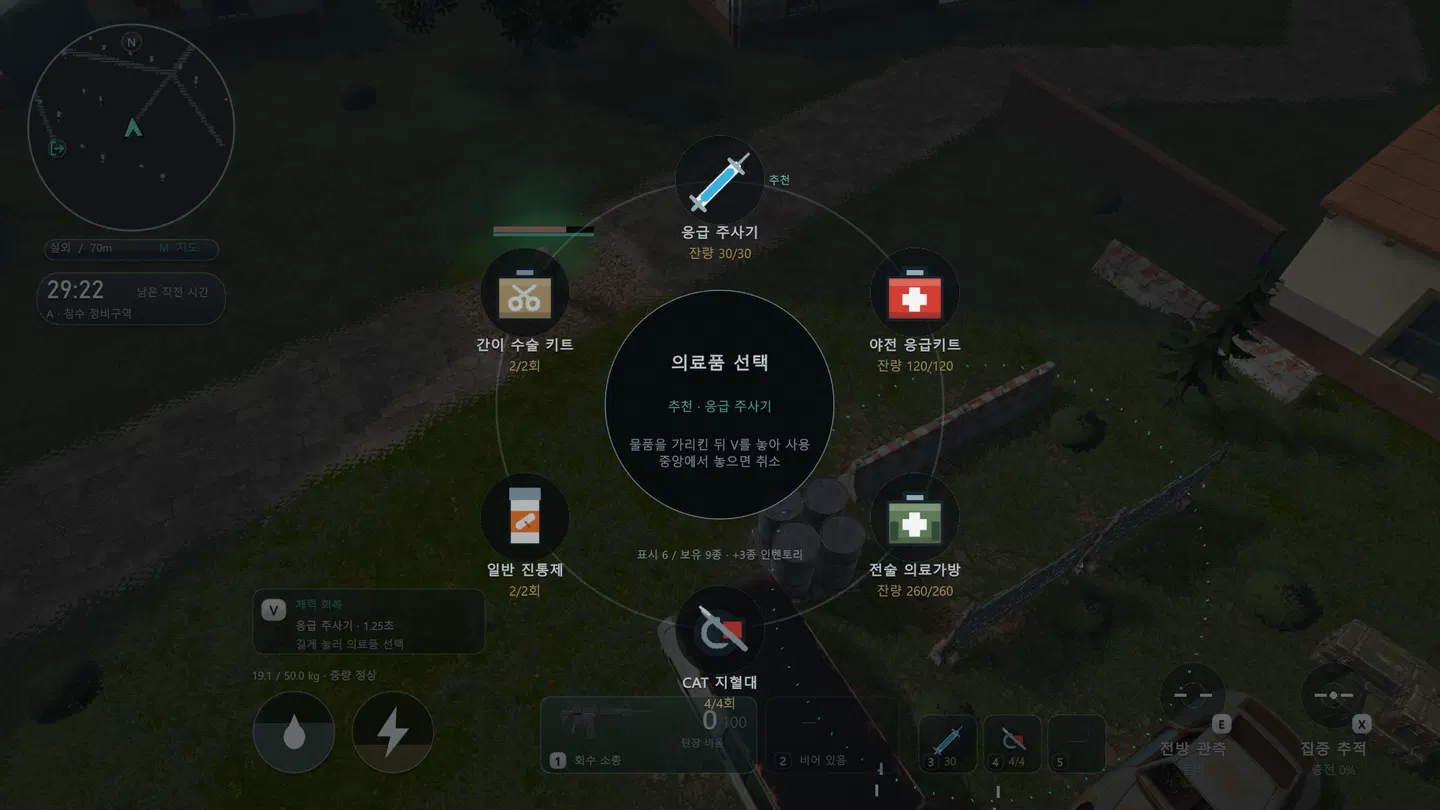 N
실외 / 70m M 지도
29:22 남은 작전 시간
A · 침수 정비구역
추천
응급 주사기
잔량 30/30
간이 수술 키트
2/2회
야전 응급키트
잔량 120/120
의료품 선택
추천 · 응급 주사기
물품을 가리킨 뒤 V를 놓아 사용
중앙에서 놓으면 취소
일반 진통제
2/2회
전술 의료가방
잔량 260/260
표시 6 / 보유 9종 · +3종 인벤토리
CAT 지혈대
4/4회
V 체력 회복
응급 주사기 · 1.25초
길게 눌러 의료품 선택
19.1 / 50.0 kg · 중량 정상
0/100
탄창 비움
1 회수 소총
2 비어 있음
3 30
4 4/4
5
E
전방 관측
X
집중 추적
충전 0%